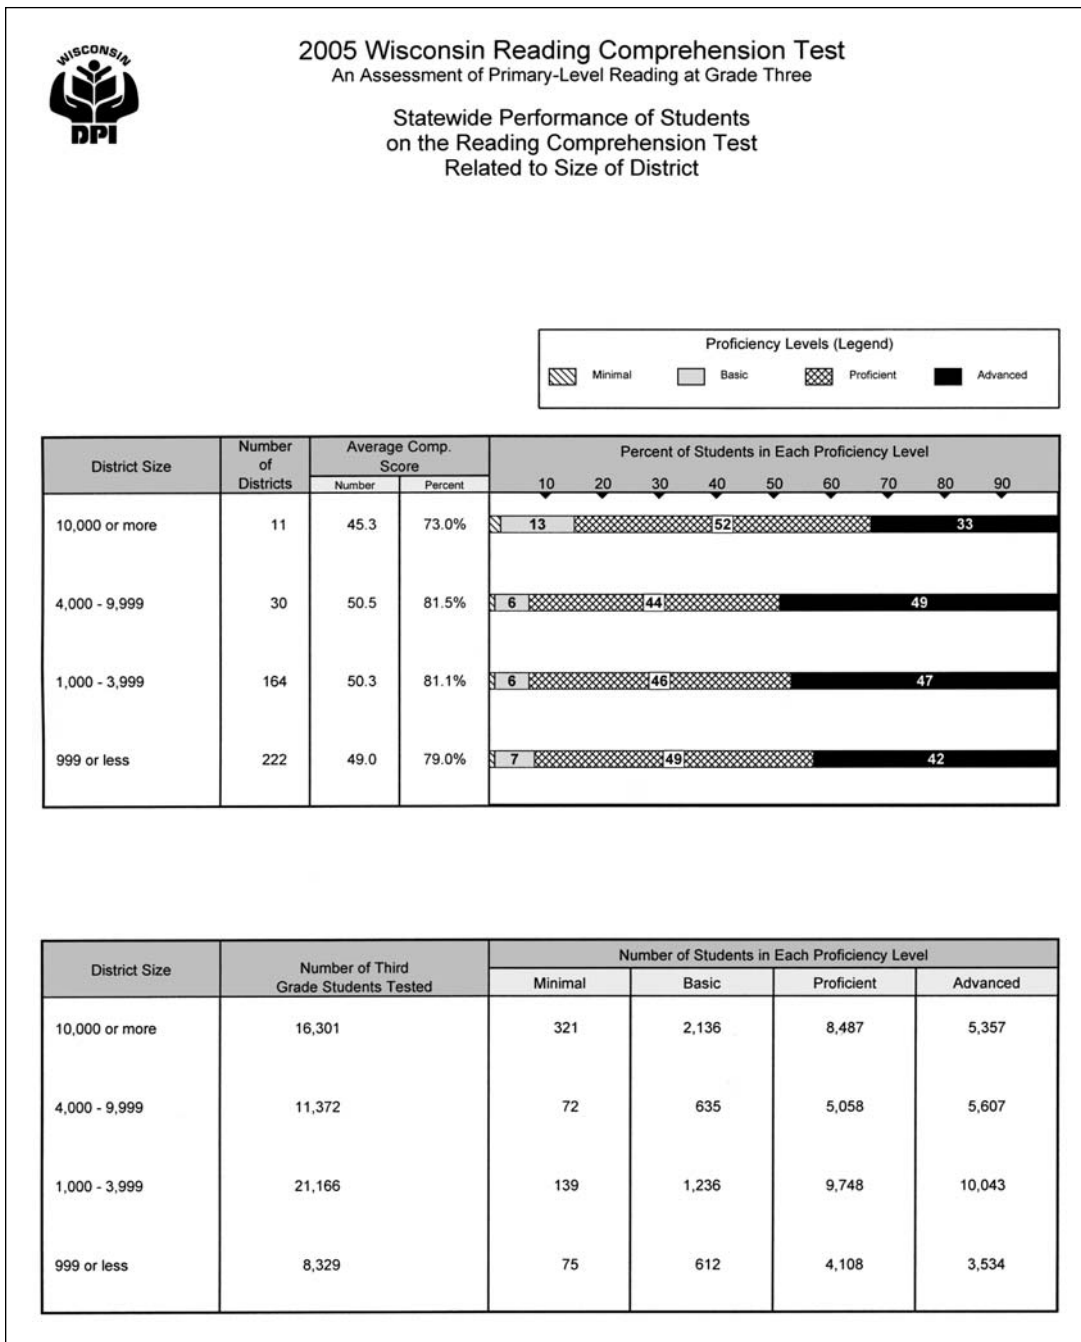 WISCONSIN
DPI
2005 Wisconsin Reading Comprehension Test
An Assessment of Primary-Level Reading at Grade Three
Statewide Performance of Students
on the Reading Comprehension Test
Related to Size of District
Proficiency Levels (Legend)
Minimal Basic Proficient Advanced
District Size Number of Districts Average Comp. Score Percent of Students in Each Proficiency Level
Number Percent 10 20 30 40 50 60 70 80 90
10,000 or more 11 45.3 73.0% 13 52 33
4,000 - 9,999 30 50.5 81.5% 6 44 49
1,000 - 3,999 164 50.3 81.1% 6 46 47
999 or less 222 49.0 79.0% 7 49 42
District Size Number of Third Grade Students Tested Number of Students in Each Proficiency Level
Minimal Basic Proficient Advanced
10,000 or more 16,301 321 2,136 8,487 5,357
4,000 - 9,999 11,372 72 635 5,058 5,607
1,000 - 3,999 21,166 139 1,236 9,748 10,043
999 or less 8,329 75 612 4,108 3,534